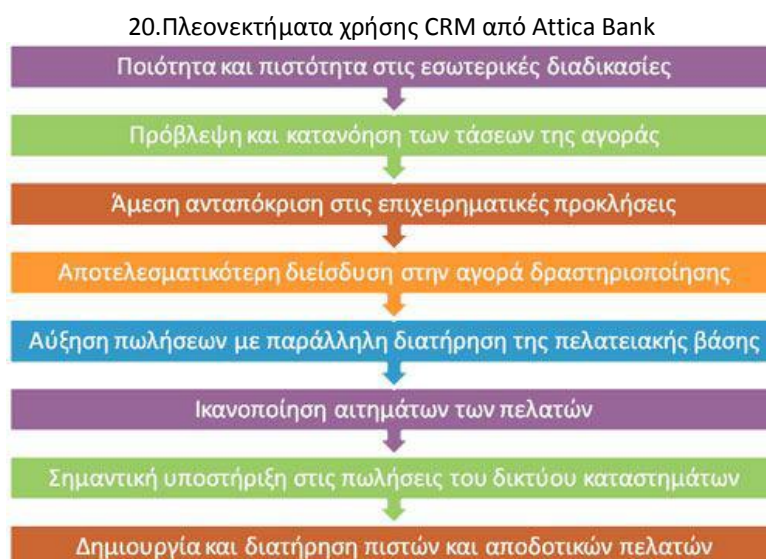 20.Πλεονεκτήματα χρήσης CRM από Attica Bank
Ποιότητα και πιστότητα στις εσωτερικές διαδικασίες
Πρόβλεψη και κατανόηση των τάσεων της αγοράς
Άμεση ανταπόκριση στις επιχειρηματικές προκλήσεις
Αποτελεσματικότερη διείσδυση στην αγορά δραστηριοποίησης
Αύξηση πωλήσεων με παράλληλη διατήρηση της πελατειακής βάσης
Ικανοποίηση αιτημάτων των πελατών
Σημαντική υποστήριξη στις πωλήσεις του δικτύου καταστημάτων
Δημιουργία και διατήρηση πιστών και αποδοτικών πελατών